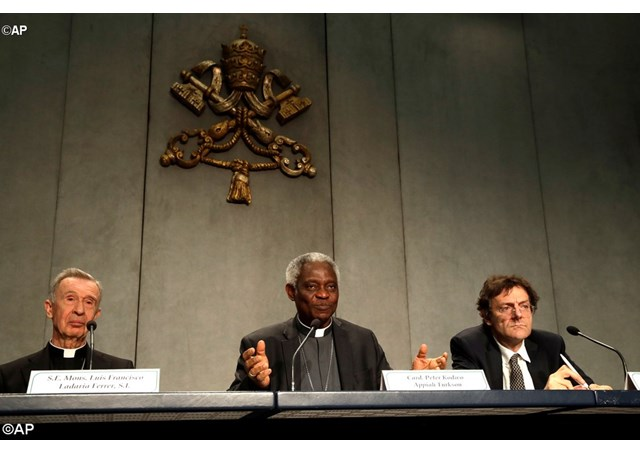 ©AP
S.E. Mons. Luis Francisco
Ladaria Ferrer, S.I.
Card. Peter Kodwo
Appiah Turkson
©AP